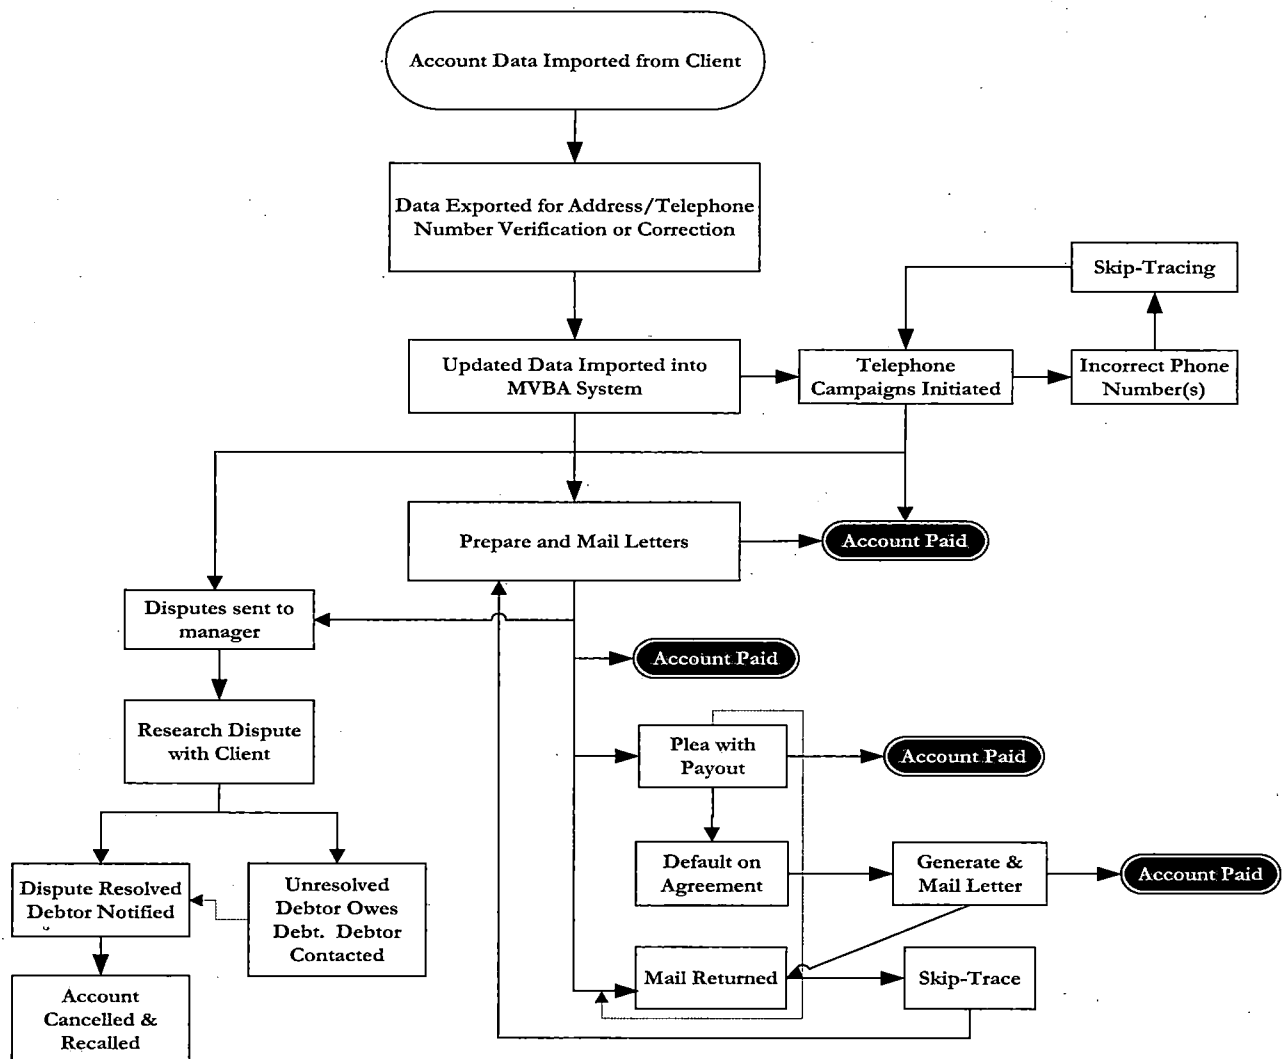 Account Data Imported from Client
Data Exported for Address/Telephone
Number Verification or Correction
Skip-Tracing
Updated Data Imported into
MVBA System
Telephone
Campaigns Initiated
Incorrect Phone
Number(s)
Prepare and Mail Letters
Account Paid
Disputes sent to
manager
Account Paid
Research Dispute
with Client
Plea with
Payout
Account Paid
Dispute Resolved
Debtor Notified
Unresolved
Debtor Owes
Debt. Debtor
Contacted
Default on
Agreement
Generate &
Mail Letter
Account Paid
Mail Returned
Skip-Trace
Account
Cancelled &
Recalled